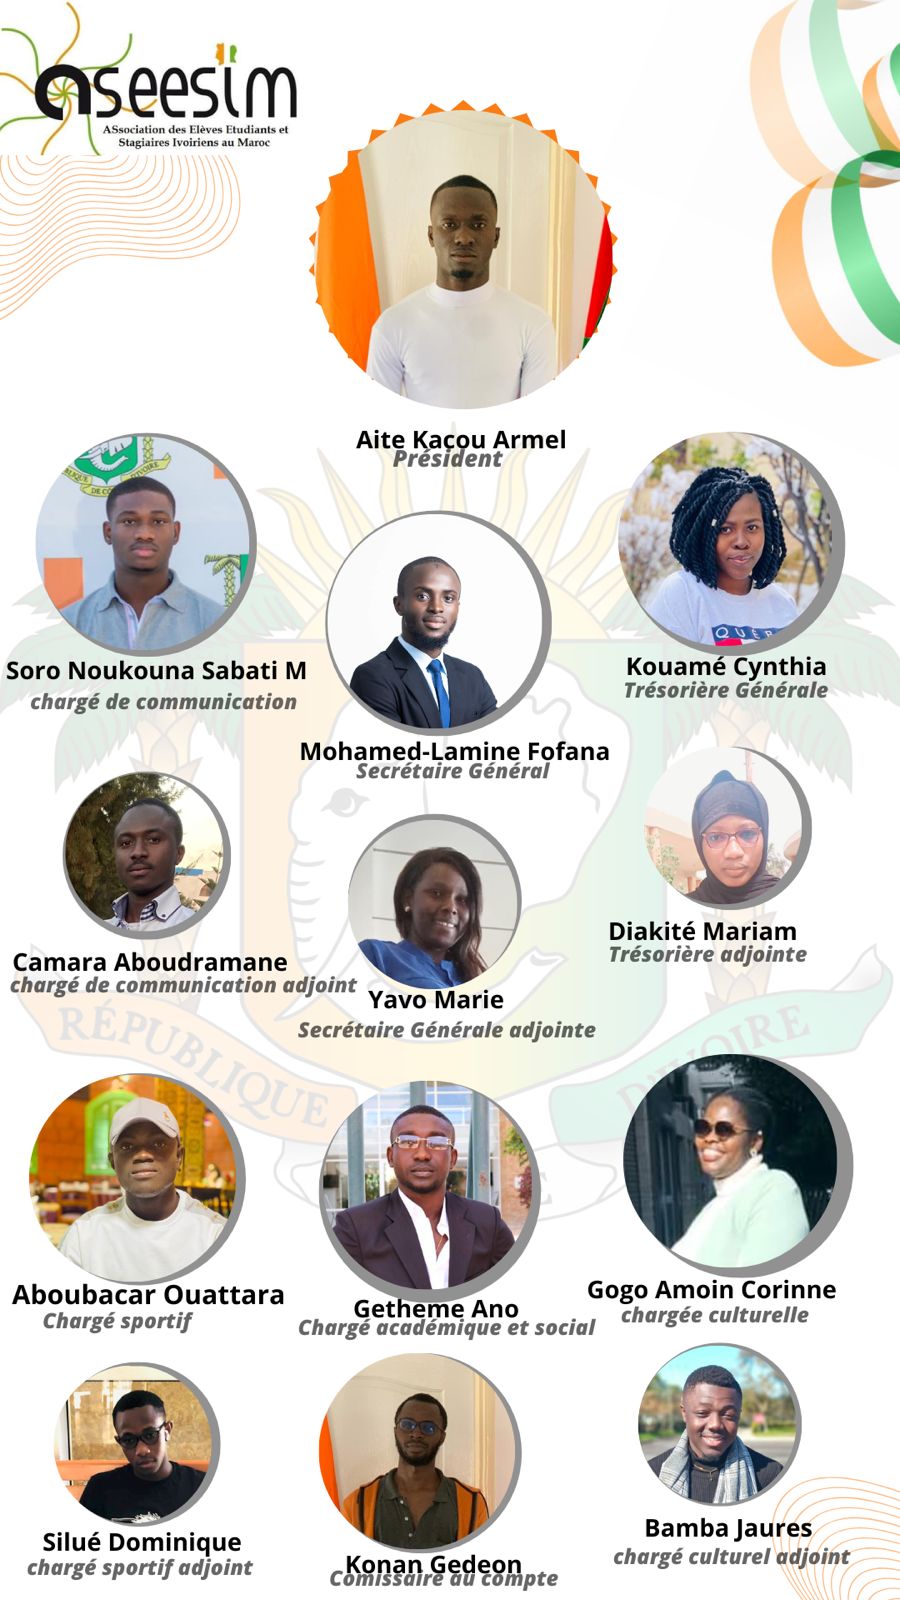 aseesim
ASsociation des Elèves Etudiants et
Stagiaires Ivoiriens au Maroc
Aite Kacou Armel
Président
Soro Noukouna Sabati M
chargé de communication
Mohamed-Lamine Fofana
Secrétaire Général
Kouamé Cynthia
Trésorière Générale
Camara Aboudramane
chargé de communication adjoint
Yavo Marie
Secrétaire Générale adjointe
Diakité Mariam
Trésorière adjointe
RÉPUBLIQUE D'IVOIRE
Aboubacar Ouattara
Chargé sportif
Getheme Ano
Chargé académique et social
Gogo Amoin Corinne
chargée culturelle
Silué Dominique
chargé sportif adjoint
Konan Gedeon
Comissaire au compte
Bamba Jaures
chargé culturel adjoint